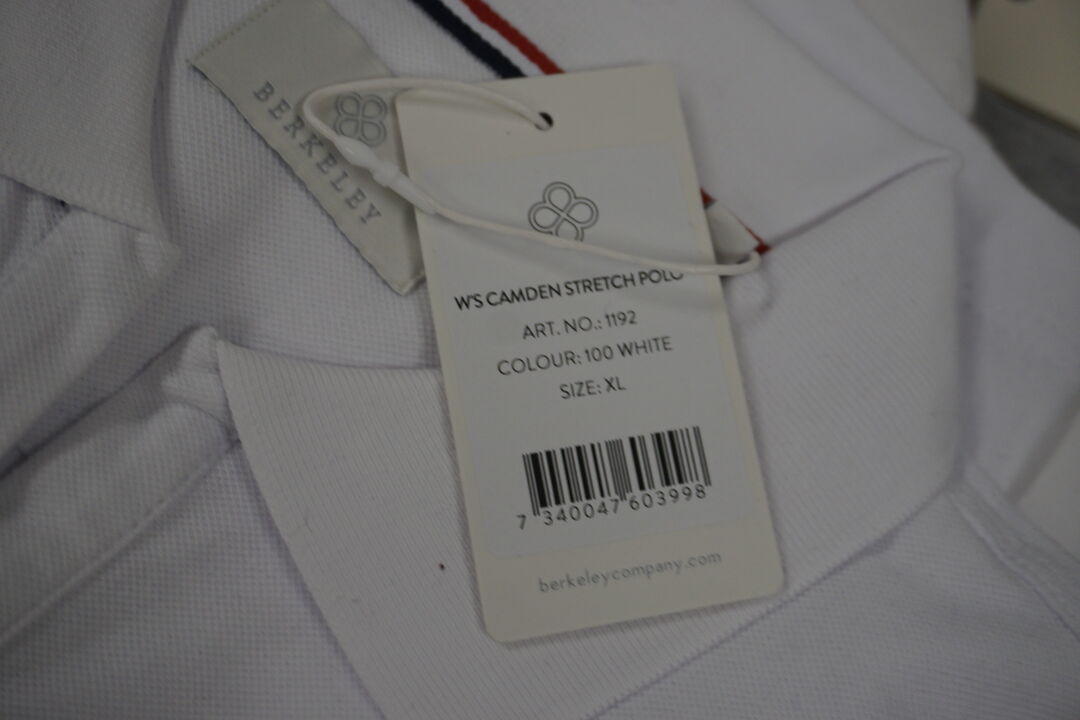 BERKELEY
W'S CAMDEN STRETCH POLO
ART. NO.: 1192
COLOUR: 100 WHITE
SIZE: XL
7 340047 603998
berkeleycompany.com